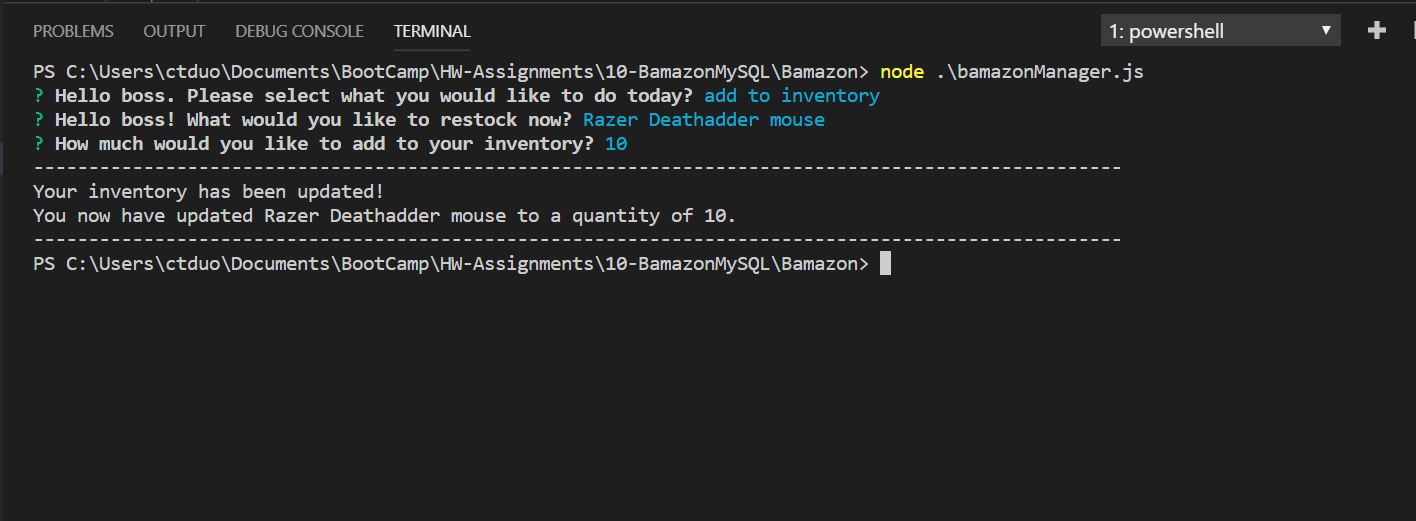 PROBLEMS OUTPUT DEBUG CONSOLE TERMINAL 1: powershell
PS C:\Users\ctduo\Documents\BootCamp\HW-Assignments\10-BamazonMySQL\Bamazon> node .\bamazonManager.js
? Hello boss. Please select what you would like to do today? add to inventory
? Hello boss! What would you like to restock now? Razer Deathadder mouse
? How much would you like to add to your inventory? 10
---------------------------------------------------------------------------------------------------
Your inventory has been updated!
You now have updated Razer Deathadder mouse to a quantity of 10.
---------------------------------------------------------------------------------------------------
PS C:\Users\ctduo\Documents\BootCamp\HW-Assignments\10-BamazonMySQL\Bamazon>